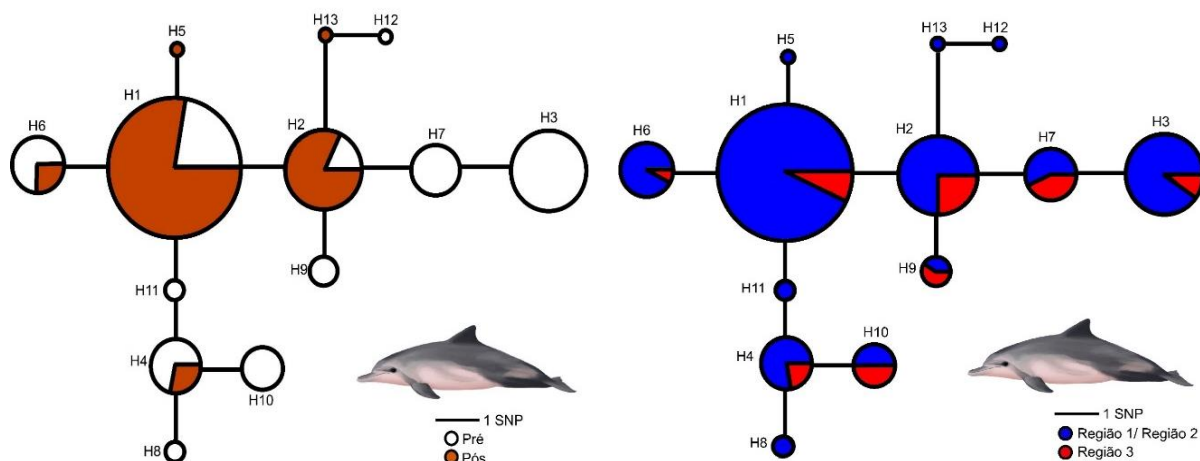 H13
H12
H5
H1
H6
H2
H7
H3
H9
H11
H4
H10
H8
1 SNP
Pré
Pós
H13
H12
H5
H1
H6
H2
H7
H3
H9
H11
H10
H4
H8
1 SNP
Região 1/ Região 2
Região 3